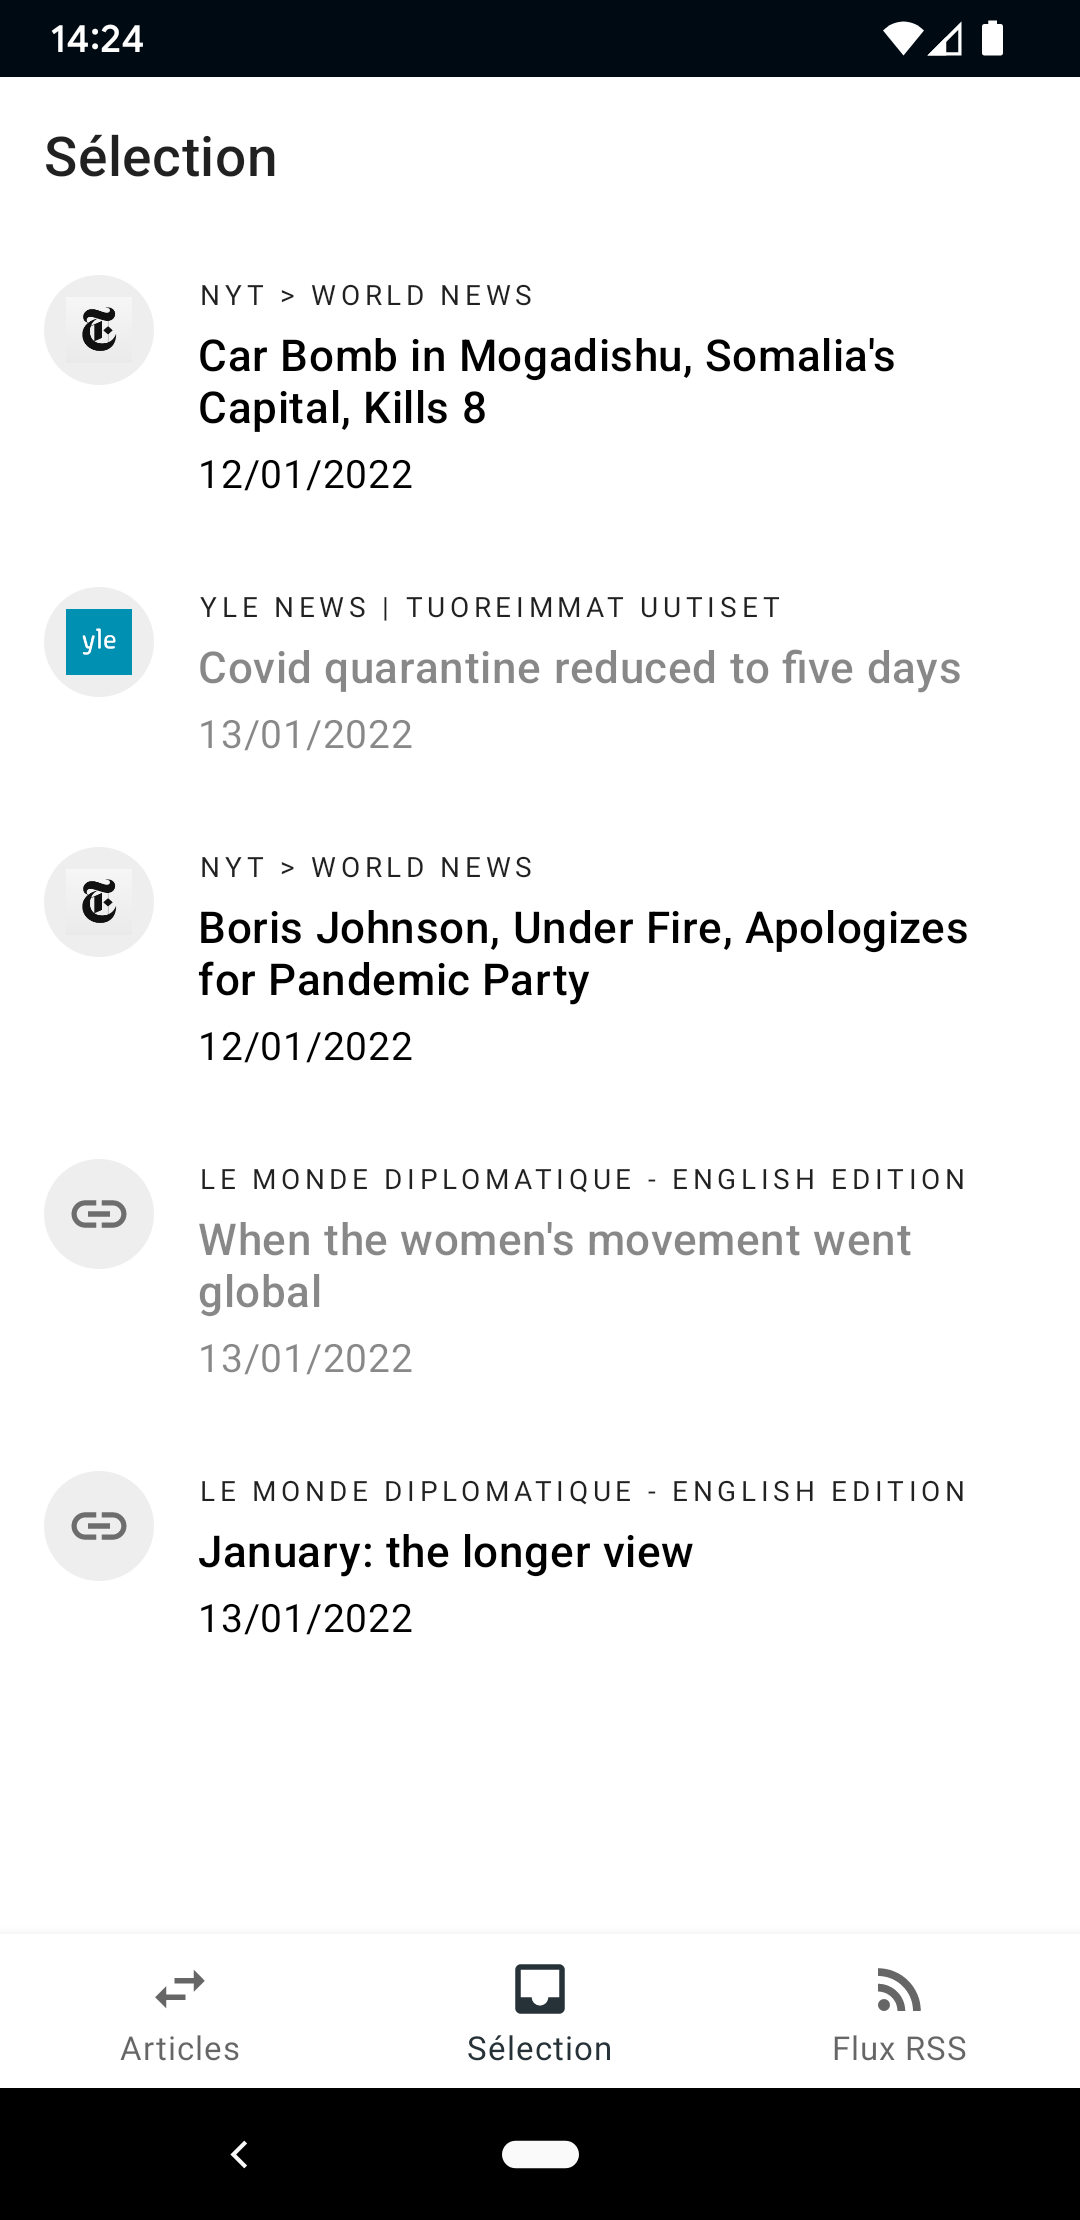 14:24
Sélection
NYT > WORLD NEWS
Car Bomb in Mogadishu, Somalia's
Capital, Kills 8
12/01/2022
yle
YLE NEWS | TUOREIMMAT UUTISET
Covid quarantine reduced to five days
13/01/2022
NYT > WORLD NEWS
Boris Johnson, Under Fire, Apologizes
for Pandemic Party
12/01/2022
LE MONDE DIPLOMATIQUE - ENGLISH EDITION
When the women's movement went
global
13/01/2022
LE MONDE DIPLOMATIQUE - ENGLISH EDITION
January: the longer view
13/01/2022
Articles
Sélection
Flux RSS